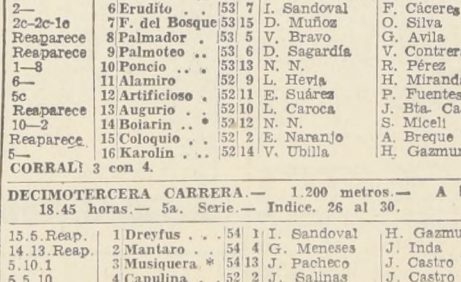 2— 6 Erudito . . 53 7 I. Sandoval F. Cáceres
2c-2c-1o 7 F. del Bosque 53 15 D. Muñoz O. Silva
Reaparece 8 Palmador . 53 5 V. Bravo G. Avila
Reaparece 9 Palmoteo . . 53 6 D. Sagardía V. Contrer
1—8 10 Poncio . . . 53 13 N. N. R. Pérez
6— 11 Alamiro 52 9 L. Hevia H. Mirand
5c 12 Artificioso . 52 11 E. Suárez P. Fuentes
Reaparece 13 Augurio . . 52 10 L. Caroca J. Bta. Ca
10—2 14 Boiarin . . * 52 12 N. N. S. Miceli
Reaparece 15 Coloquio . . 52 2 E. Naranjo A. Breque
5— 16 Karolín . . 52 14 V. Ubilla H. Gazmu
CORRAL: 3 con 4.
DECIMOTERCERA CARRERA.— 1.200 metros.— A
18.45 horas.— 5a. Serie.— Indice. 26 al 30.
15.5.Reap. 1 Dreyfus . . . 54 1 I. Sandoval H. Gazmu
14.13.Reap. 2 Mantaro . . 54 4 G. Meneses J. Inda
5.10.1 3 Musiquera * 54 13 J. Pacheco J. Castro
5.5.10 4 Capulina . . 52 2 J. Salinas J. Castro